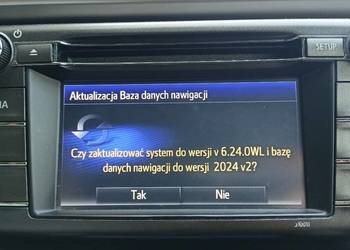 SETUP
Aktualizacja Baza danych nawigacji
Czy zaktualizować system do wersji v 6.24.0WL i bazę
danych nawigacji do wersji 2024 v2?
Tak Nie